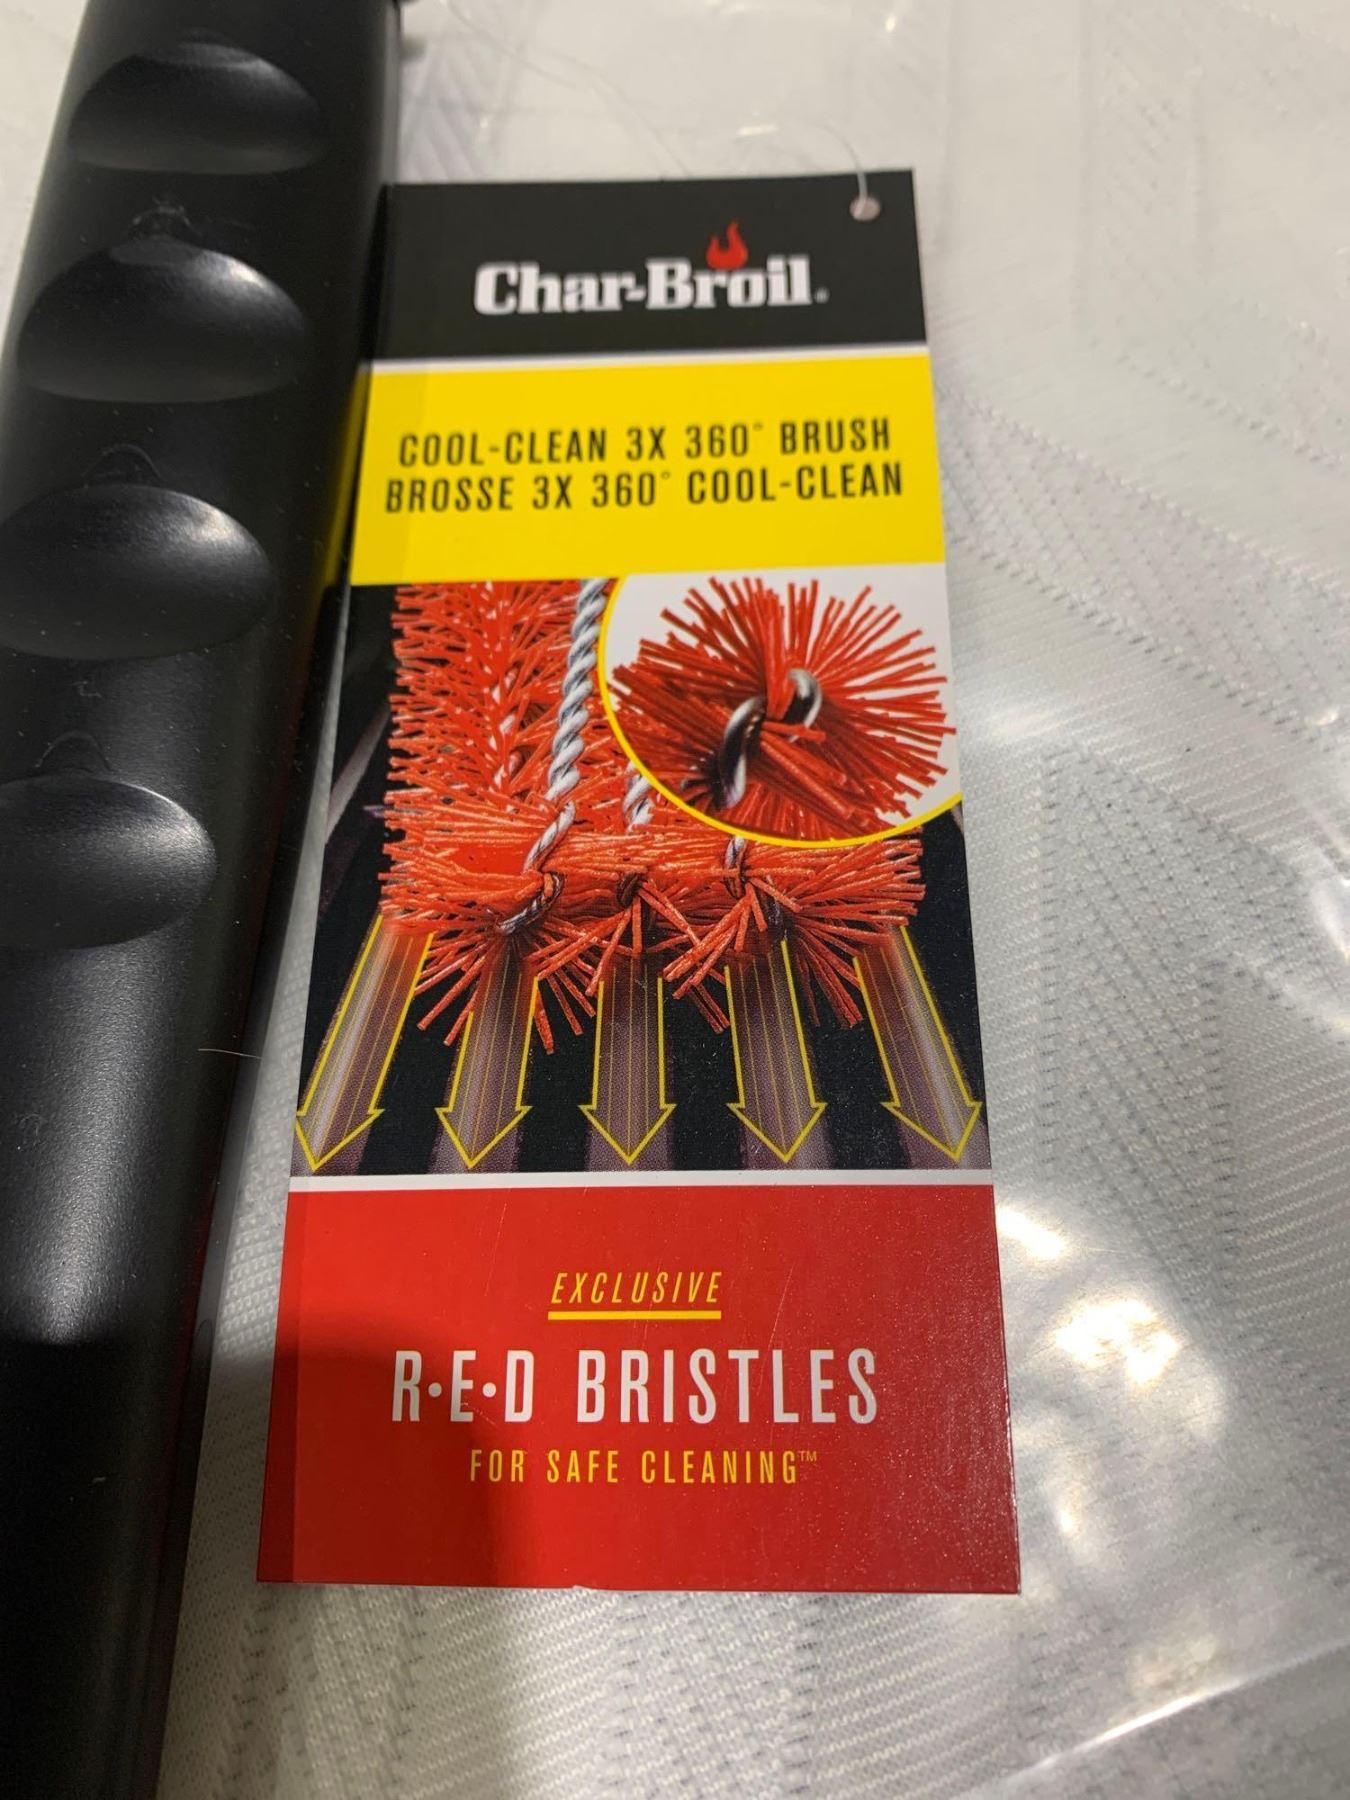 Char-Broil®
COOL-CLEAN 3X 360° BRUSH
BROSSE 3X 360° COOL-CLEAN
EXCLUSIVE
R•E•D BRISTLES
FOR SAFE CLEANING™